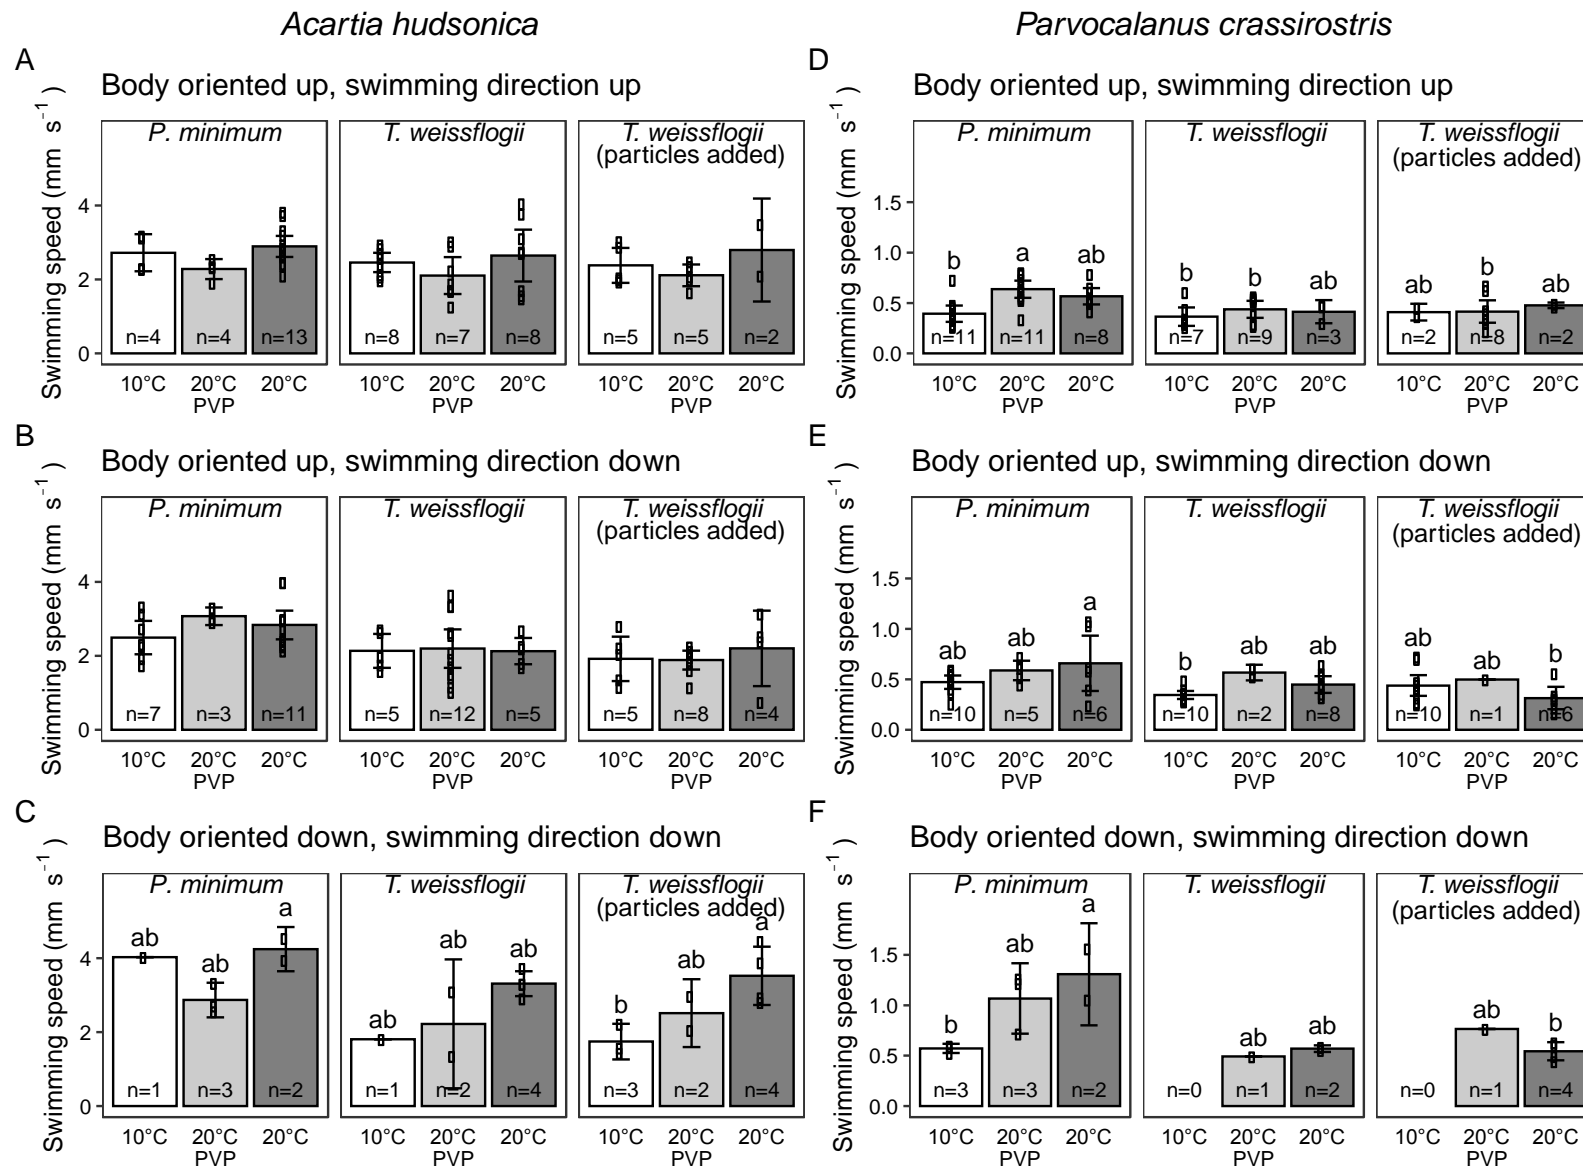 Acartia hudsonica
Parvocalanus crassirostris
A
Body oriented up, swimming direction up
Swimming speed (mm s⁻¹)
P. minimum
T. weissflogii
T. weissflogii
(particles added)
4
2
0
n=4 n=4 n=13
n=8 n=7 n=8
n=5 n=5 n=2
10°C 20°C 20°C
PVP
10°C 20°C 20°C
PVP
10°C 20°C 20°C
PVP
D
Body oriented up, swimming direction up
Swimming speed (mm s⁻¹)
P. minimum
T. weissflogii
T. weissflogii
(particles added)
1.5
1.0
0.5
0.0
b a ab
b b ab
b
ab
n=11 n=11 n=8
n=7 n=9 n=3
n=2 n=8 n=2
10°C 20°C 20°C
PVP
10°C 20°C 20°C
PVP
10°C 20°C 20°C
PVP
B
Body oriented up, swimming direction down
Swimming speed (mm s⁻¹)
P. minimum
T. weissflogii
T. weissflogii
(particles added)
4
2
0
n=7 n=3 n=11
n=5 n=12 n=5
n=5 n=8 n=4
10°C 20°C 20°C
PVP
10°C 20°C 20°C
PVP
10°C 20°C 20°C
PVP
E
Body oriented up, swimming direction down
Swimming speed (mm s⁻¹)
P. minimum
T. weissflogii
T. weissflogii
(particles added)
1.5
1.0
0.5
0.0
ab ab a
b ab ab
ab ab b
n=10 n=5 n=6
n=10 n=2 n=8
n=10 n=1 n=6
10°C 20°C 20°C
PVP
10°C 20°C 20°C
PVP
10°C 20°C 20°C
PVP
C
Body oriented down, swimming direction down
Swimming speed (mm s⁻¹)
P. minimum
T. weissflogii
T. weissflogii
(particles added)
4
2
0
ab ab a
ab ab ab
b ab a
n=1 n=3 n=2
n=1 n=2 n=4
n=3 n=2 n=4
10°C 20°C 20°C
PVP
10°C 20°C 20°C
PVP
10°C 20°C 20°C
PVP
F
Body oriented down, swimming direction down
Swimming speed (mm s⁻¹)
P. minimum
T. weissflogii
T. weissflogii
(particles added)
1.5
1.0
0.5
0.0
b ab a
ab ab
ab b
n=3 n=3 n=2
n=0 n=1 n=2
n=0 n=1 n=4
10°C 20°C 20°C
PVP
10°C 20°C 20°C
PVP
10°C 20°C 20°C
PVP